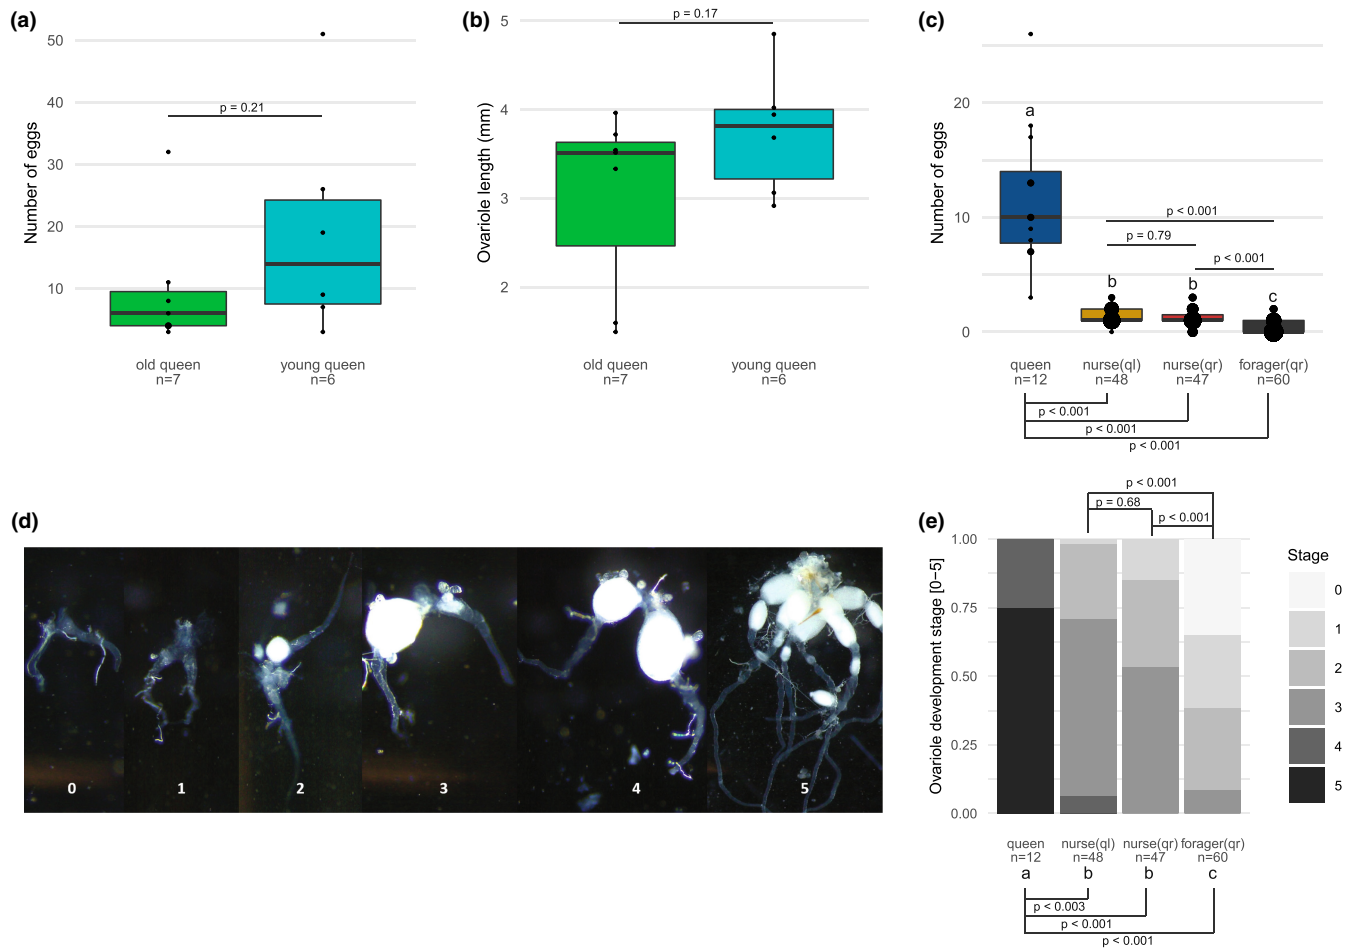 (a)
50
40
30
20
10
Number of eggs
p = 0.21
old queen
n=7
young queen
n=6
(b)
5
4
3
2
Ovariole length (mm)
p = 0.17
old queen
n=7
young queen
n=6
(c)
20
10
0
Number of eggs
a
b
b
c
p < 0.001
p = 0.79
p < 0.001
queen
n=12
nurse(ql)
n=48
nurse(qr)
n=47
forager(qr)
n=60
p < 0.001
p < 0.001
p < 0.001
(d)
0
1
2
3
4
5
(e)
p < 0.001
p = 0.68
p < 0.001
1.00
0.75
0.50
0.25
0.00
Ovariole development stage [0−5]
queen
n=12
a
nurse(ql)
n=48
b
nurse(qr)
n=47
b
forager(qr)
n=60
c
p < 0.003
p < 0.001
p < 0.001
Stage
0
1
2
3
4
5